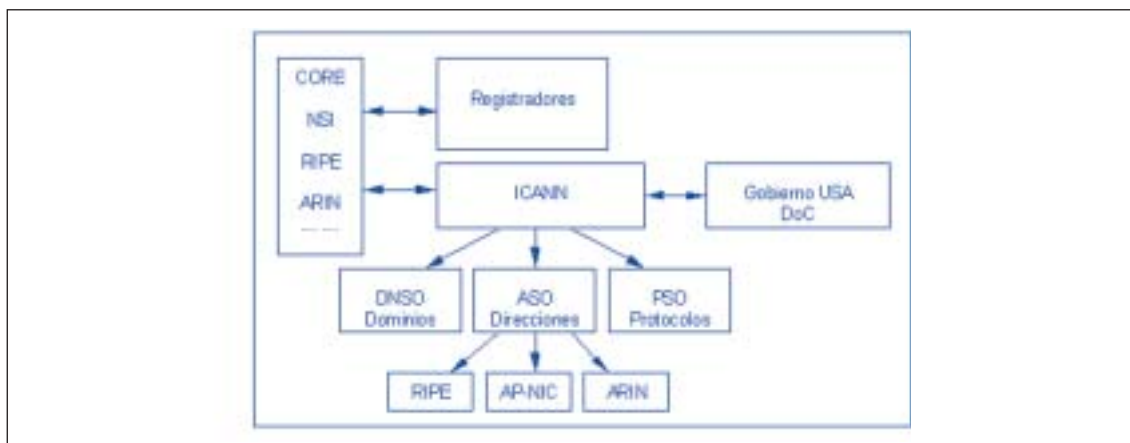 CORE
NSI
RIPE
ARIN
Registradores
ICANN
Gobierno USA
DoC
DNSO
Dominios
ASO
Direcciones
PSO
Protocolos
RIPE
AP-NIC
ARIN